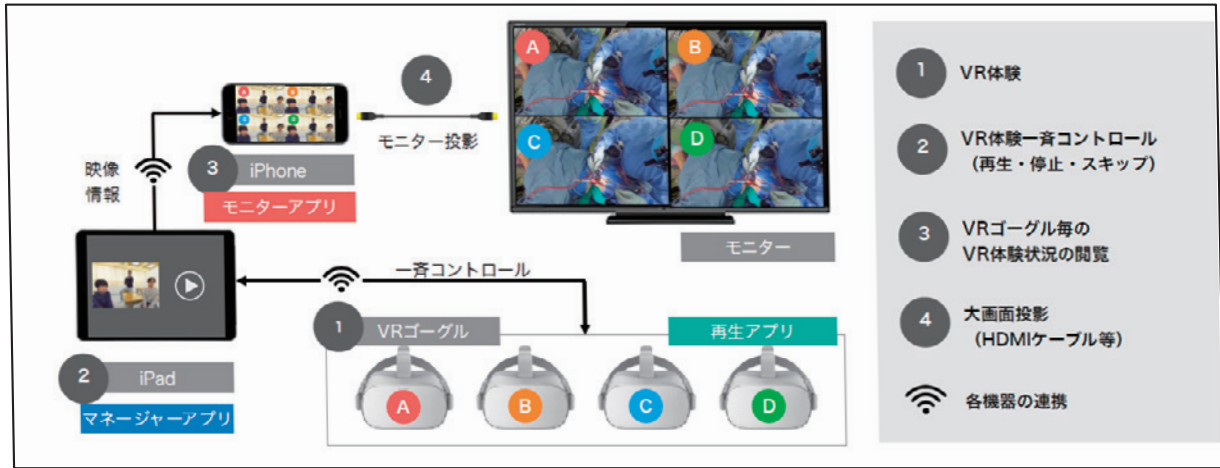 A
B
C
D
4
モニター投影
A
B
C
D
映像
情報
3
iPhone
モニターアプリ
モニター
一斉コントロール
1
VRゴーグル
再生アプリ
A
B
C
D
2
iPad
マネージャーアプリ
1
VR体験
2
VR体験一斉コントロール
（再生・停止・スキップ）
3
VRゴーグル毎の
VR体験状況の閲覧
4
大画面投影
（HDMIケーブル等）
各機器の連携